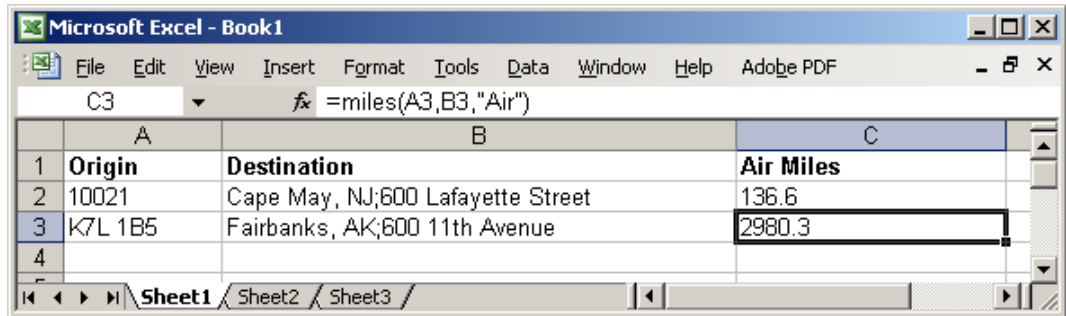 Microsoft Excel - Book1
File Edit View Insert Format Tools Data Window Help Adobe PDF
C3 fx =miles(A3,B3,"Air")
A B C
1 Origin Destination Air Miles
2 10021 Cape May, NJ;600 Lafayette Street 136.6
3 K7L 1B5 Fairbanks, AK;600 11th Avenue 2980.3
4
Sheet1 Sheet2 Sheet3